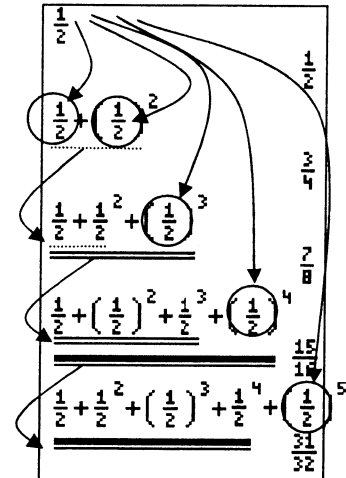 1/2
1/2
1/2 + (1/2)^2
3/4
1/2 + 1/2^2 + (1/2)^3
7/8
1/2 + (1/2)^2 + 1/2^3 + (1/2)^4
15/16
1/2 + 1/2^2 + (1/2)^3 + 1/2^4 + (1/2)^5
31/32